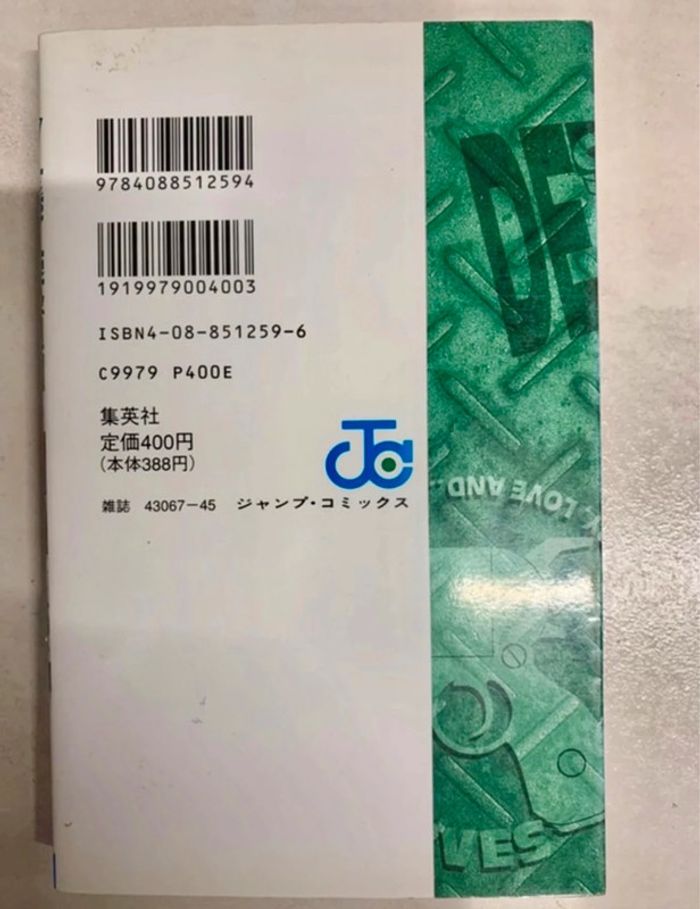 9784088512594
1919979004003
ISBN4-08-851259-6
C9979 P400E
集英社
定価400円
(本体388円)
雑誌 43067-45 ジャンプ・コミックス
DE
LOVE AND
VES